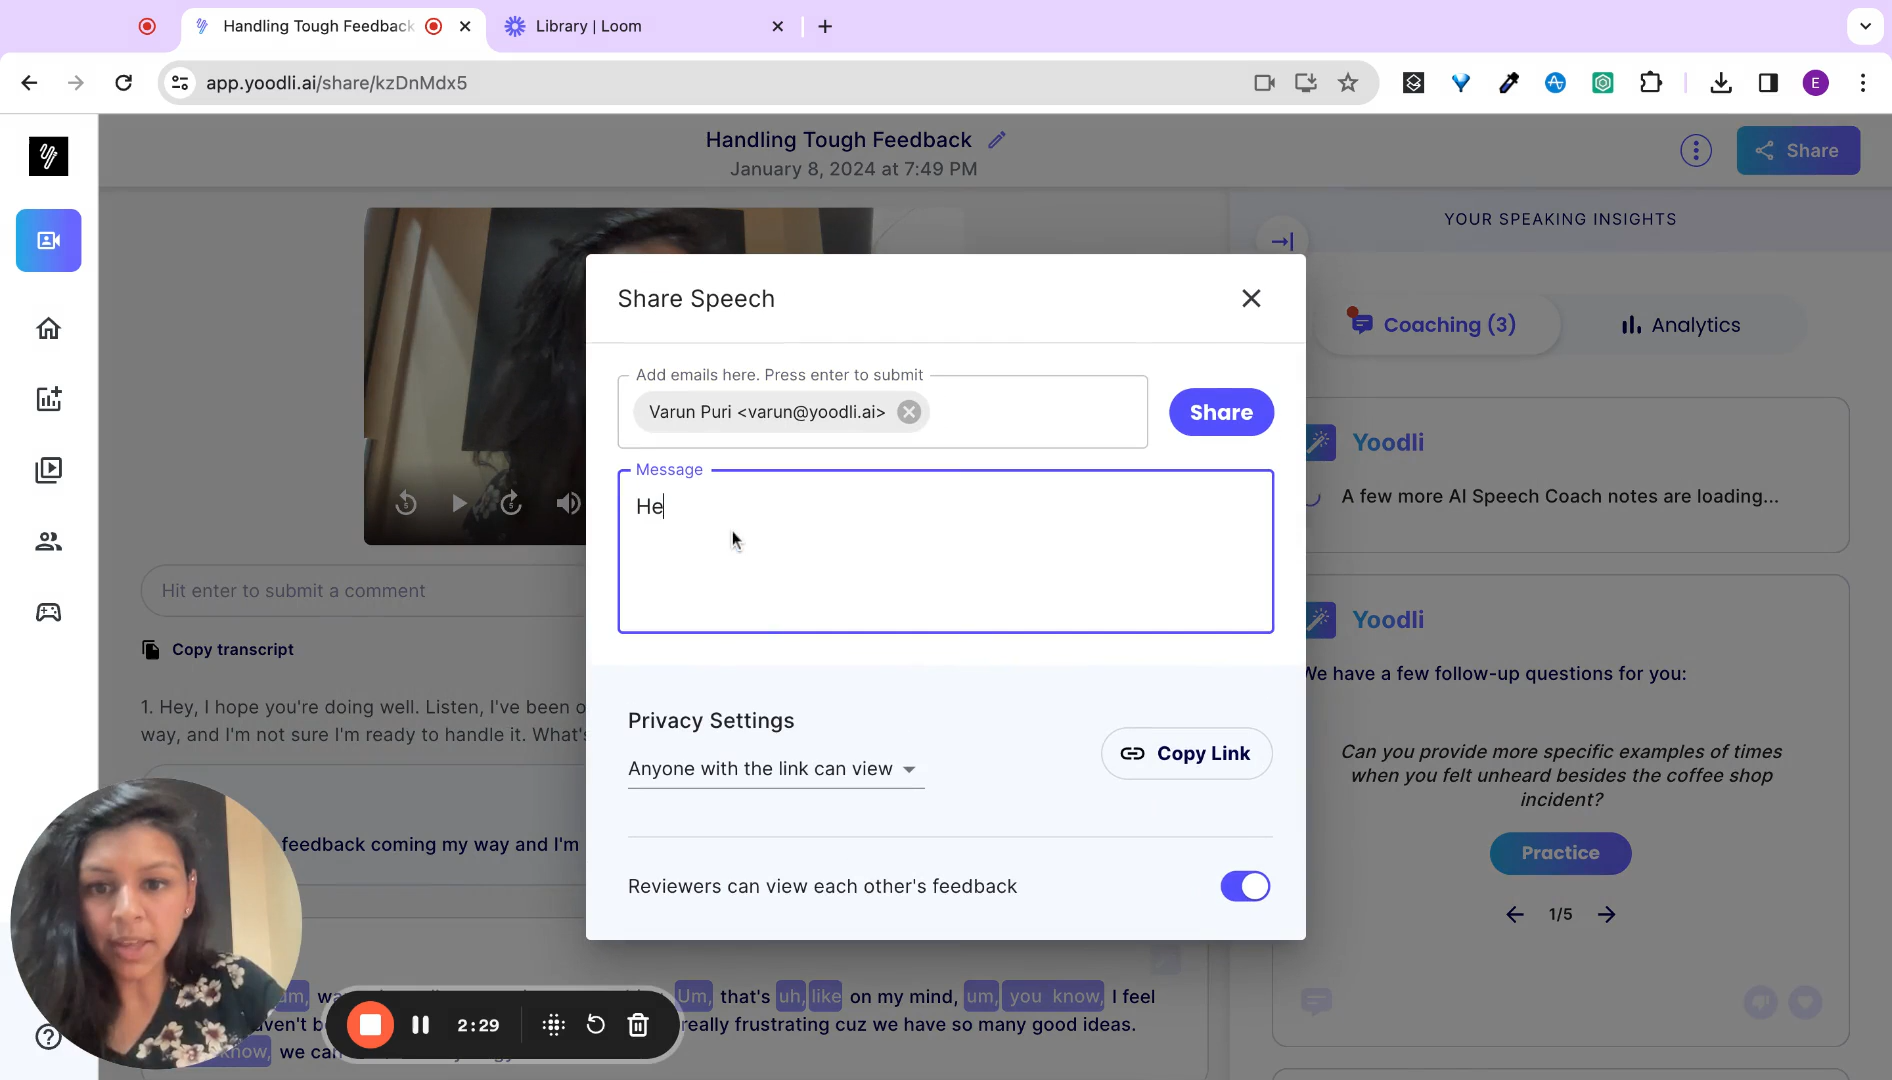 Handling Tough Feedback
Library | Loom
app.yoodli.ai/share/kzDnMdx5
E
Handling Tough Feedback
January 8, 2024 at 7:49 PM
Share
YOUR SPEAKING INSIGHTS
Share Speech
Coaching (3)
Analytics
Add emails here. Press enter to submit
Varun Puri <varun@yoodli.ai>
Share
Yoodli
Message
He
A few more AI Speech Coach notes are loading...
5
5
Hit enter to submit a comment
Yoodli
Copy transcript
We have a few follow-up questions for you:
1. Hey, I hope you're doing well. Listen, I've been o
way, and I'm not sure I'm ready to handle it. What's
Privacy Settings
Anyone with the link can view
Copy Link
Can you provide more specific examples of times
when you felt unheard besides the coffee shop
incident?
feedback coming my way and I'm
Practice
Reviewers can view each other's feedback
1/5
um, wa
Um, that's uh, like on my mind, um, you know, I feel
2:29
really frustrating cuz we have so many good ideas.
know, we can